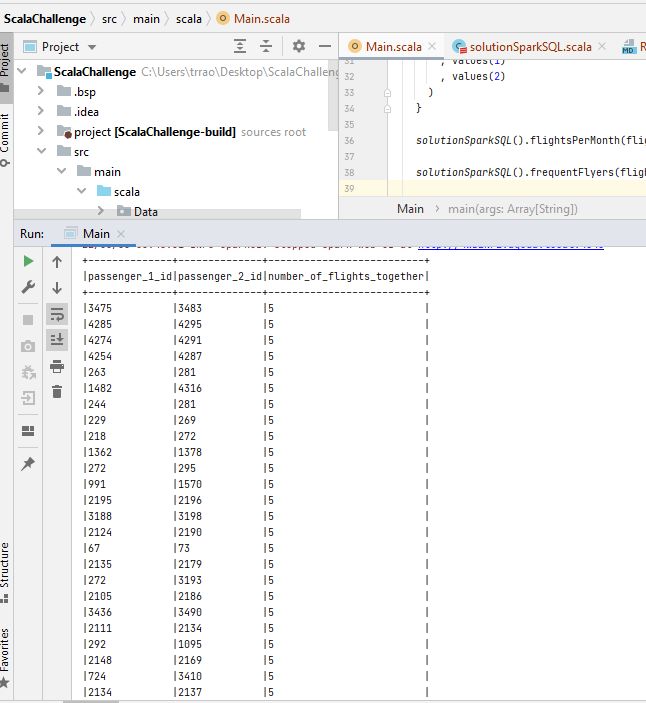 ScalaChallenge > src > main > scala > Main.scala
Project
Main.scala × solutionSparkSQL.scala ×
ScalaChallenge C:\Users\trrao\Desktop\ScalaChalleng
.bsp
.idea
project [ScalaChallenge-build] sources root
src
main
scala
Data
31 , values(1)
32 , values(2)
33 )
34 }
35
36 solutionSparkSQL().flightsPerMonth(flig
37
38 solutionSparkSQL().frequentFlyers(fligh
39
Main > main(args: Array[String])
Project
Commit
Structure
Favorites
Run: Main ×
+--------------+--------------+-------------------------+
|passenger_1_id|passenger_2_id|number_of_flights_together|
+--------------+--------------+-------------------------+
|3475 |3483 |5 |
|4285 |4295 |5 |
|4274 |4291 |5 |
|4254 |4287 |5 |
|263 |281 |5 |
|1482 |4316 |5 |
|244 |281 |5 |
|229 |269 |5 |
|218 |272 |5 |
|1362 |1378 |5 |
|272 |295 |5 |
|991 |1570 |5 |
|2195 |2196 |5 |
|3188 |3198 |5 |
|2124 |2190 |5 |
|67 |73 |5 |
|2135 |2179 |5 |
|272 |3193 |5 |
|2105 |2186 |5 |
|3436 |3490 |5 |
|2111 |2134 |5 |
|292 |1095 |5 |
|2148 |2169 |5 |
|724 |3410 |5 |
|2134 |2137 |5 |